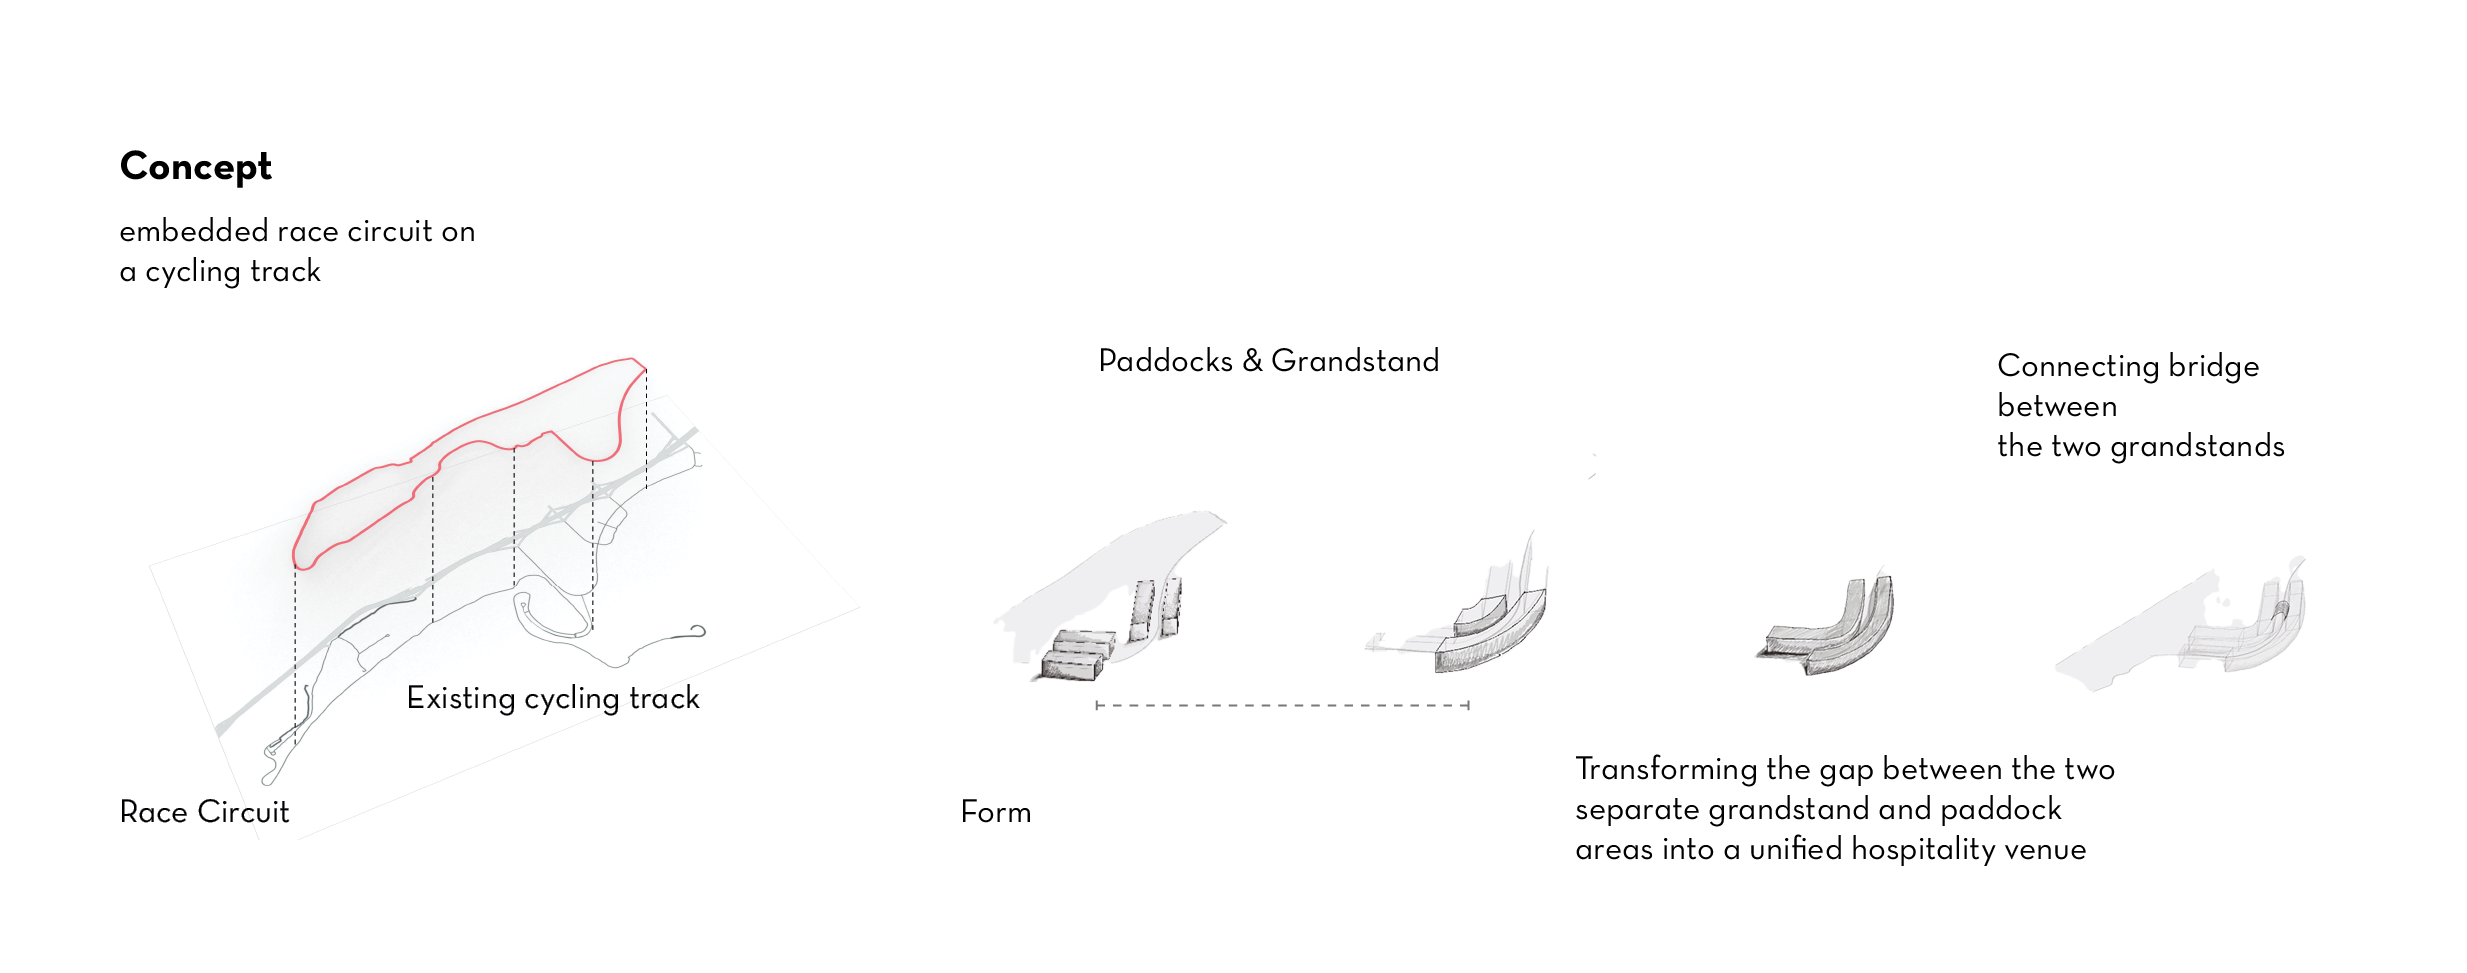 Concept
embedded race circuit on
a cycling track
Paddocks & Grandstand
Connecting bridge
between
the two grandstands
Existing cycling track
Race Circuit
Form
Transforming the gap between the two
separate grandstand and paddock
areas into a unified hospitality venue